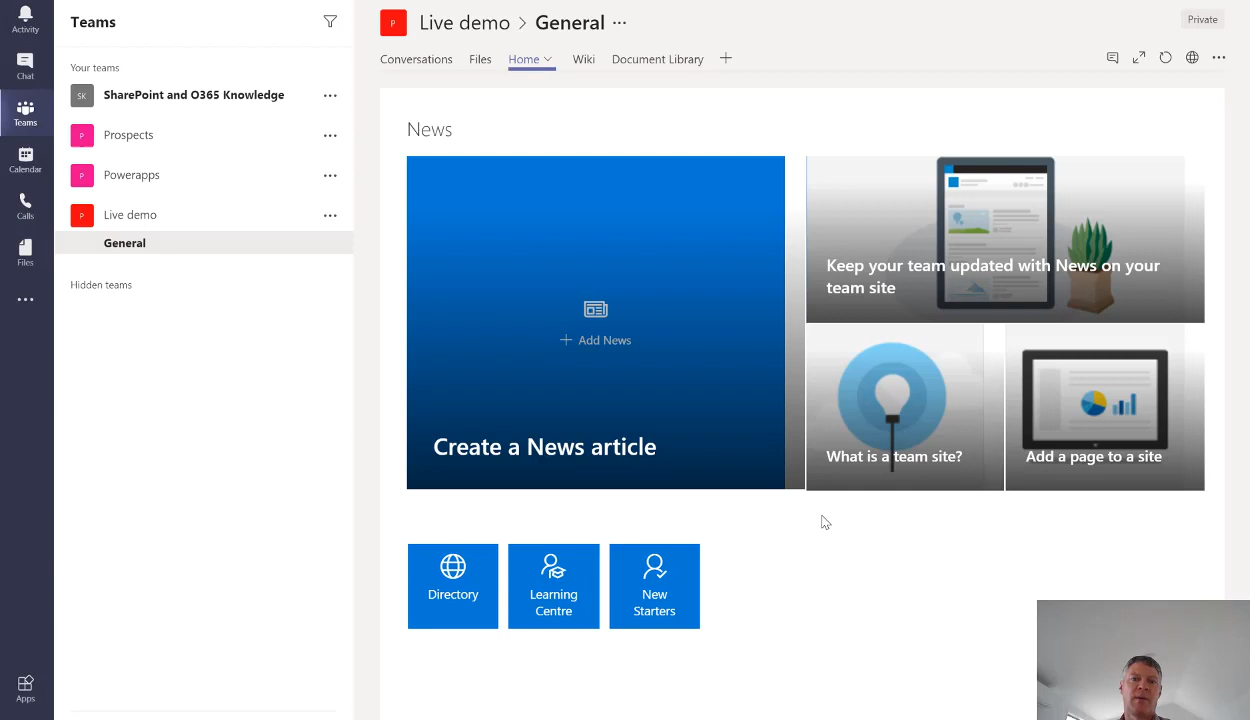 Activity
Chat
Teams
Calendar
Calls
Files
Apps
Teams
Your teams
SK SharePoint and O365 Knowledge
P Prospects
P Powerapps
P Live demo
General
Hidden teams
P Live demo > General ...
Private
Conversations Files Home Wiki Document Library +
News
+ Add News
Create a News article
Keep your team updated with News on your
team site
What is a team site?
Add a page to a site
Directory
Learning
Centre
New
Starters